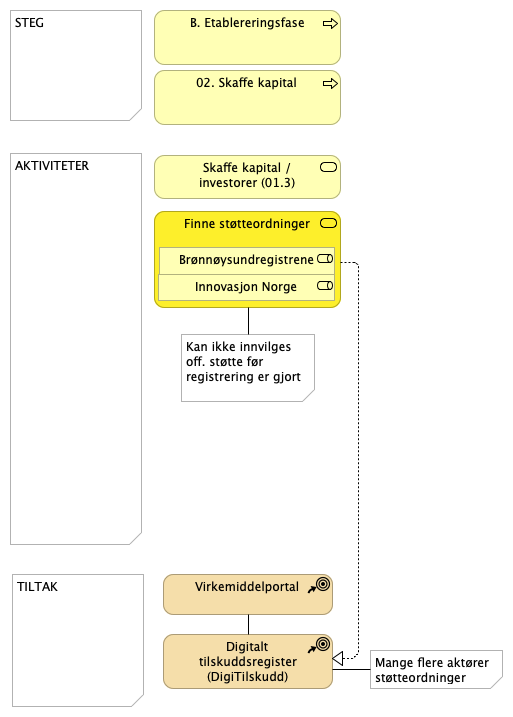 STEG
B. Etablereringsfase
02. Skaffe kapital
AKTIVITETER
Skaffe kapital /
investorer (01.3)
Finne støtteordninger
Brønnøysundregistrene
Innovasjon Norge
Kan ikke innvilges
off. støtte før
registrering er gjort
TILTAK
Virkemiddelportal
Digitalt
tilskuddsregister
(DigiTilskudd)
Mange flere aktører
støtteordninger